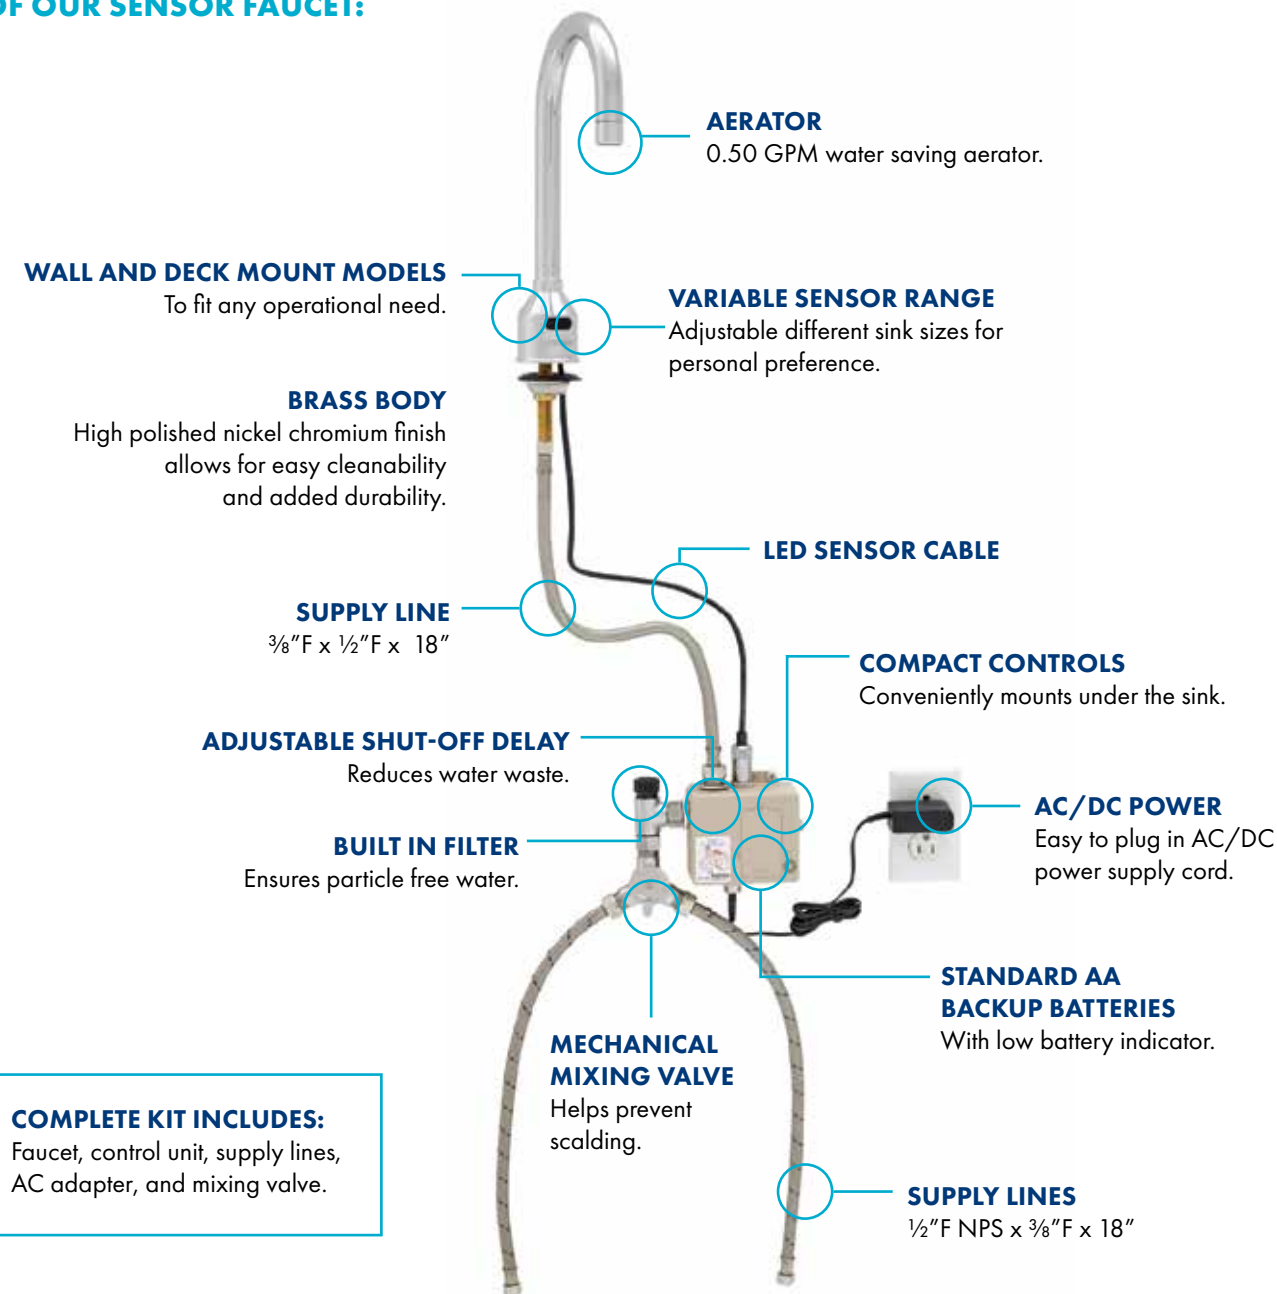 OF OUR SENSOR FAUCET:
AERATOR
0.50 GPM water saving aerator.
WALL AND DECK MOUNT MODELS
To fit any operational need.
VARIABLE SENSOR RANGE
Adjustable different sink sizes for
personal preference.
BRASS BODY
High polished nickel chromium finish
allows for easy cleanability
and added durability.
LED SENSOR CABLE
SUPPLY LINE
⅜"F x ½"F x 18"
COMPACT CONTROLS
Conveniently mounts under the sink.
ADJUSTABLE SHUT-OFF DELAY
Reduces water waste.
AC/DC POWER
Easy to plug in AC/DC
power supply cord.
BUILT IN FILTER
Ensures particle free water.
STANDARD AA
BACKUP BATTERIES
With low battery indicator.
MECHANICAL
MIXING VALVE
Helps prevent
scalding.
COMPLETE KIT INCLUDES:
Faucet, control unit, supply lines,
AC adapter, and mixing valve.
SUPPLY LINES
½"F NPS x ⅜"F x 18"